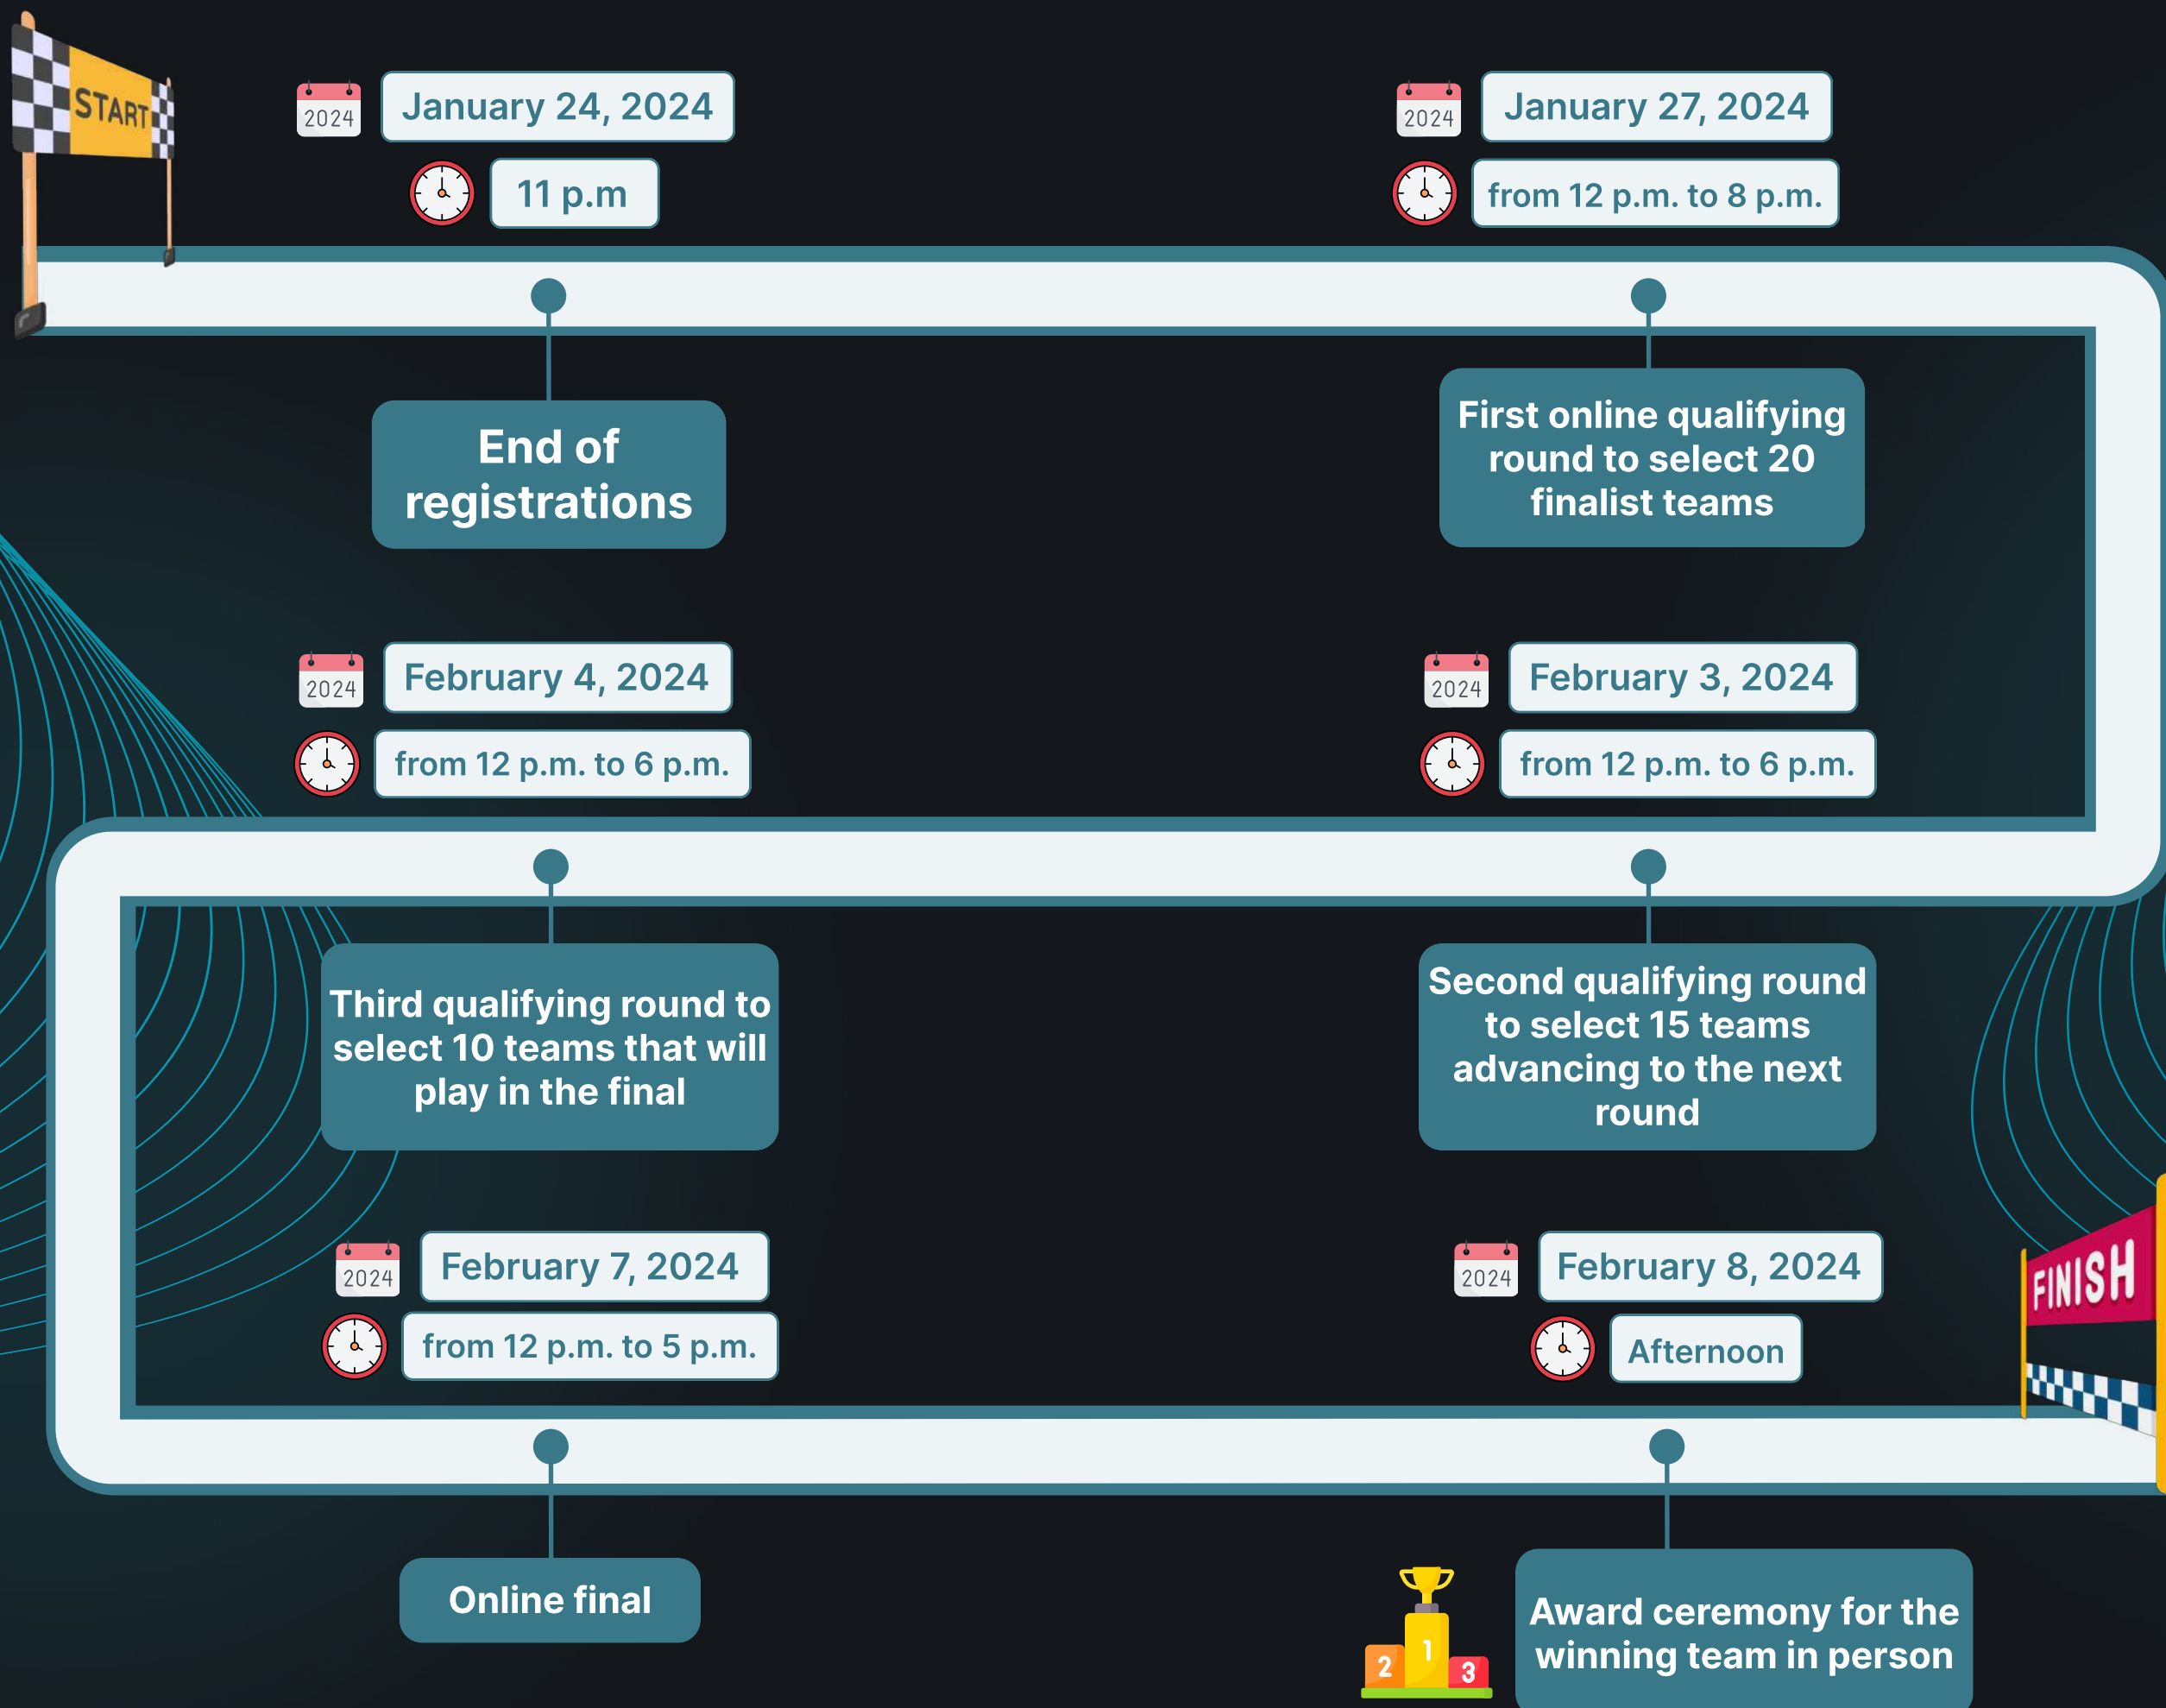 START
2024
January 24, 2024
11 p.m
End of
registrations
2024
January 27, 2024
from 12 p.m. to 8 p.m.
First online qualifying
round to select 20
finalist teams
2024
February 3, 2024
from 12 p.m. to 6 p.m.
Second qualifying round
to select 15 teams
advancing to the next
round
2024
February 4, 2024
from 12 p.m. to 6 p.m.
Third qualifying round to
select 10 teams that will
play in the final
2024
February 7, 2024
from 12 p.m. to 5 p.m.
Online final
2024
February 8, 2024
Afternoon
Award ceremony for the
winning team in person
2
1
3
FINISH